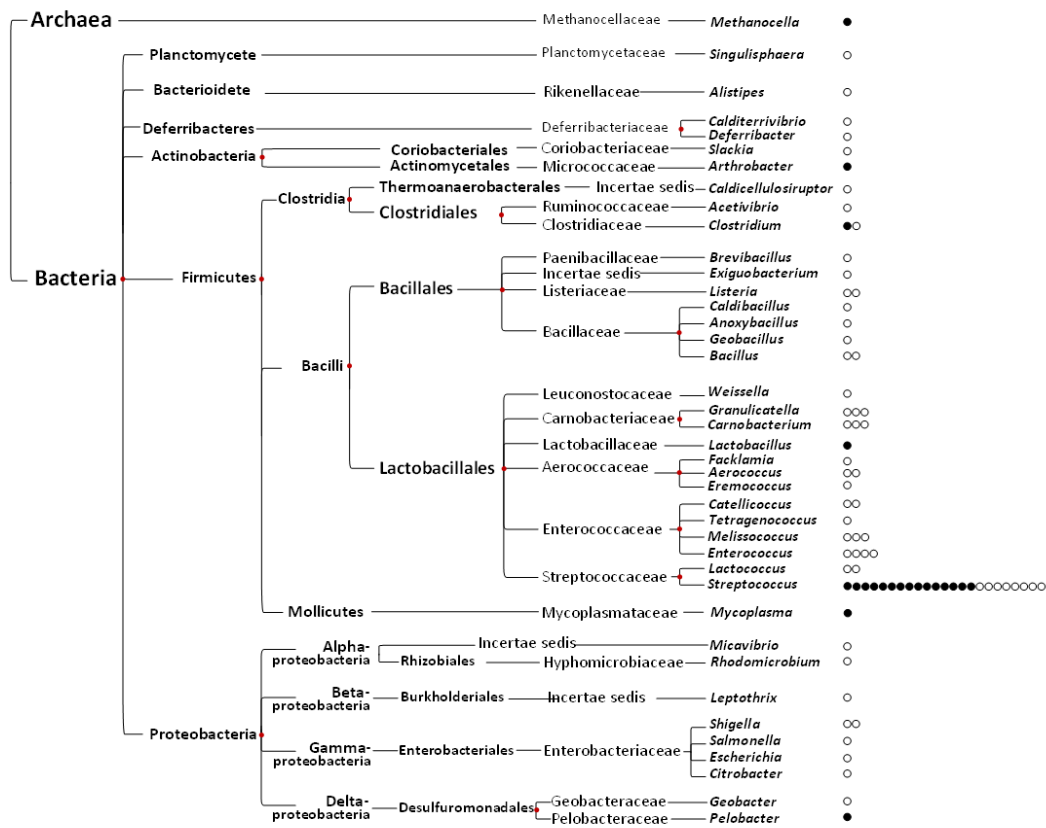 Archaea Methanocellaceae Methanocella
Planctomycete Planctomycetaceae Singulisphaera
Bacterioidete Rikenellaceae Alistipes
Deferribacteres Deferribacteriaceae Calditerrivibrio
Deferribacter
Actinobacteria Coriobacteriales Coriobacteriaceae Slackia
Actinomycetales Micrococcaceae Arthrobacter
Clostridia Thermoanaerobacterales Incertae sedis Caldicellulosiruptor
Clostridiales Ruminococcaceae Acetivibrio
Clostridiaceae Clostridium
Bacteria Firmicutes
Bacillales Paenibacillaceae Brevibacillus
Incertae sedis Exiguobacterium
Listeriaceae Listeria
Bacillaceae Caldibacillus
Anoxybacillus
Geobacillus
Bacillus
Bacilli
Lactobacillales Leuconostocaceae Weissella
Carnobacteriaceae Granulicatella
Carnobacterium
Lactobacillaceae Lactobacillus
Aerococcaceae Facklamia
Aerococcus
Eremococcus
Enterococcaceae Catellicoccus
Tetragenococcus
Melissococcus
Enterococcus
Streptococcaceae Lactococcus
Streptococcus
Mollicutes Mycoplasmataceae Mycoplasma
Alpha-
proteobacteria Incertae sedis Micavibrio
Rhizobiales Hyphomicrobiaceae Rhodomicrobium
Beta-
proteobacteria Burkholderiales Incertae sedis Leptothrix
Proteobacteria
Gamma-
proteobacteria Enterobacteriales Enterobacteriaceae Shigella
Salmonella
Escherichia
Citrobacter
Delta-
proteobacteria Desulfuromonadales Geobacteraceae Geobacter
Pelobacteraceae Pelobacter